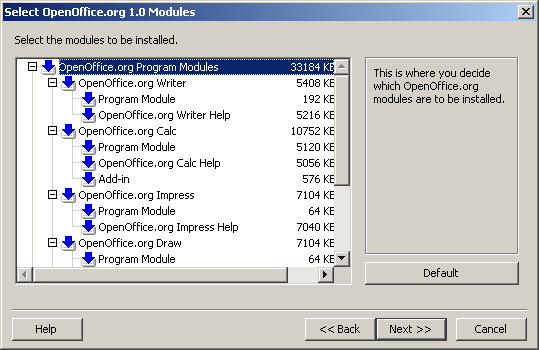 Select OpenOffice.org 1.0 Modules
Select the modules to be installed.
OpenOffice.org Program Modules 33184 KB
OpenOffice.org Writer 5408 KB
Program Module 192 KB
OpenOffice.org Writer Help 5216 KB
OpenOffice.org Calc 10752 KB
Program Module 5120 KB
OpenOffice.org Calc Help 5056 KB
Add-in 576 KB
OpenOffice.org Impress 7104 KB
Program Module 64 KB
OpenOffice.org Impress Help 7040 KB
OpenOffice.org Draw 7104 KB
Program Module 64 KB
This is where you decide
which OpenOffice.org
modules are to be installed.
Default
Help
<< Back
Next >>
Cancel